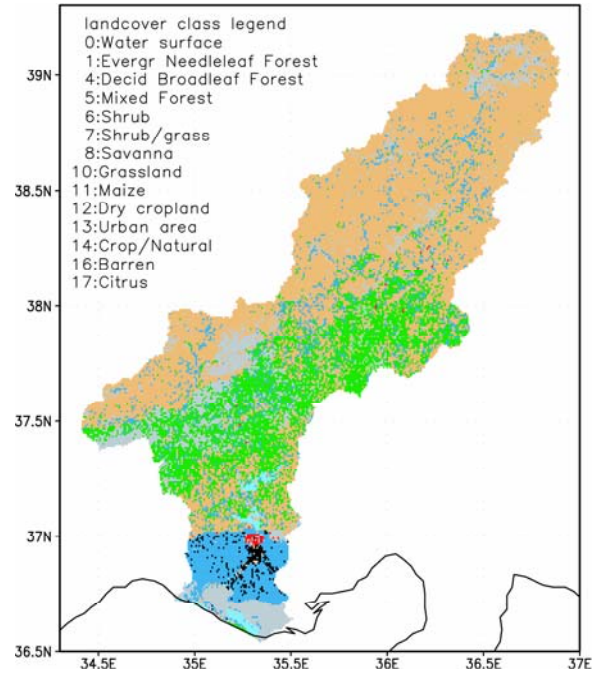 landcover class legend
0:Water surface
1:Evergr Needleleaf Forest
4:Decid Broadleaf Forest
5:Mixed Forest
6:Shrub
7:Shrub/grass
8:Savanna
10:Grassland
11:Maize
12:Dry cropland
13:Urban area
14:Crop/Natural
16:Barren
17:Citrus
39N
38.5N
38N
37.5N
37N
36.5N
34.5E 35E 35.5E 36E 36.5E 37E